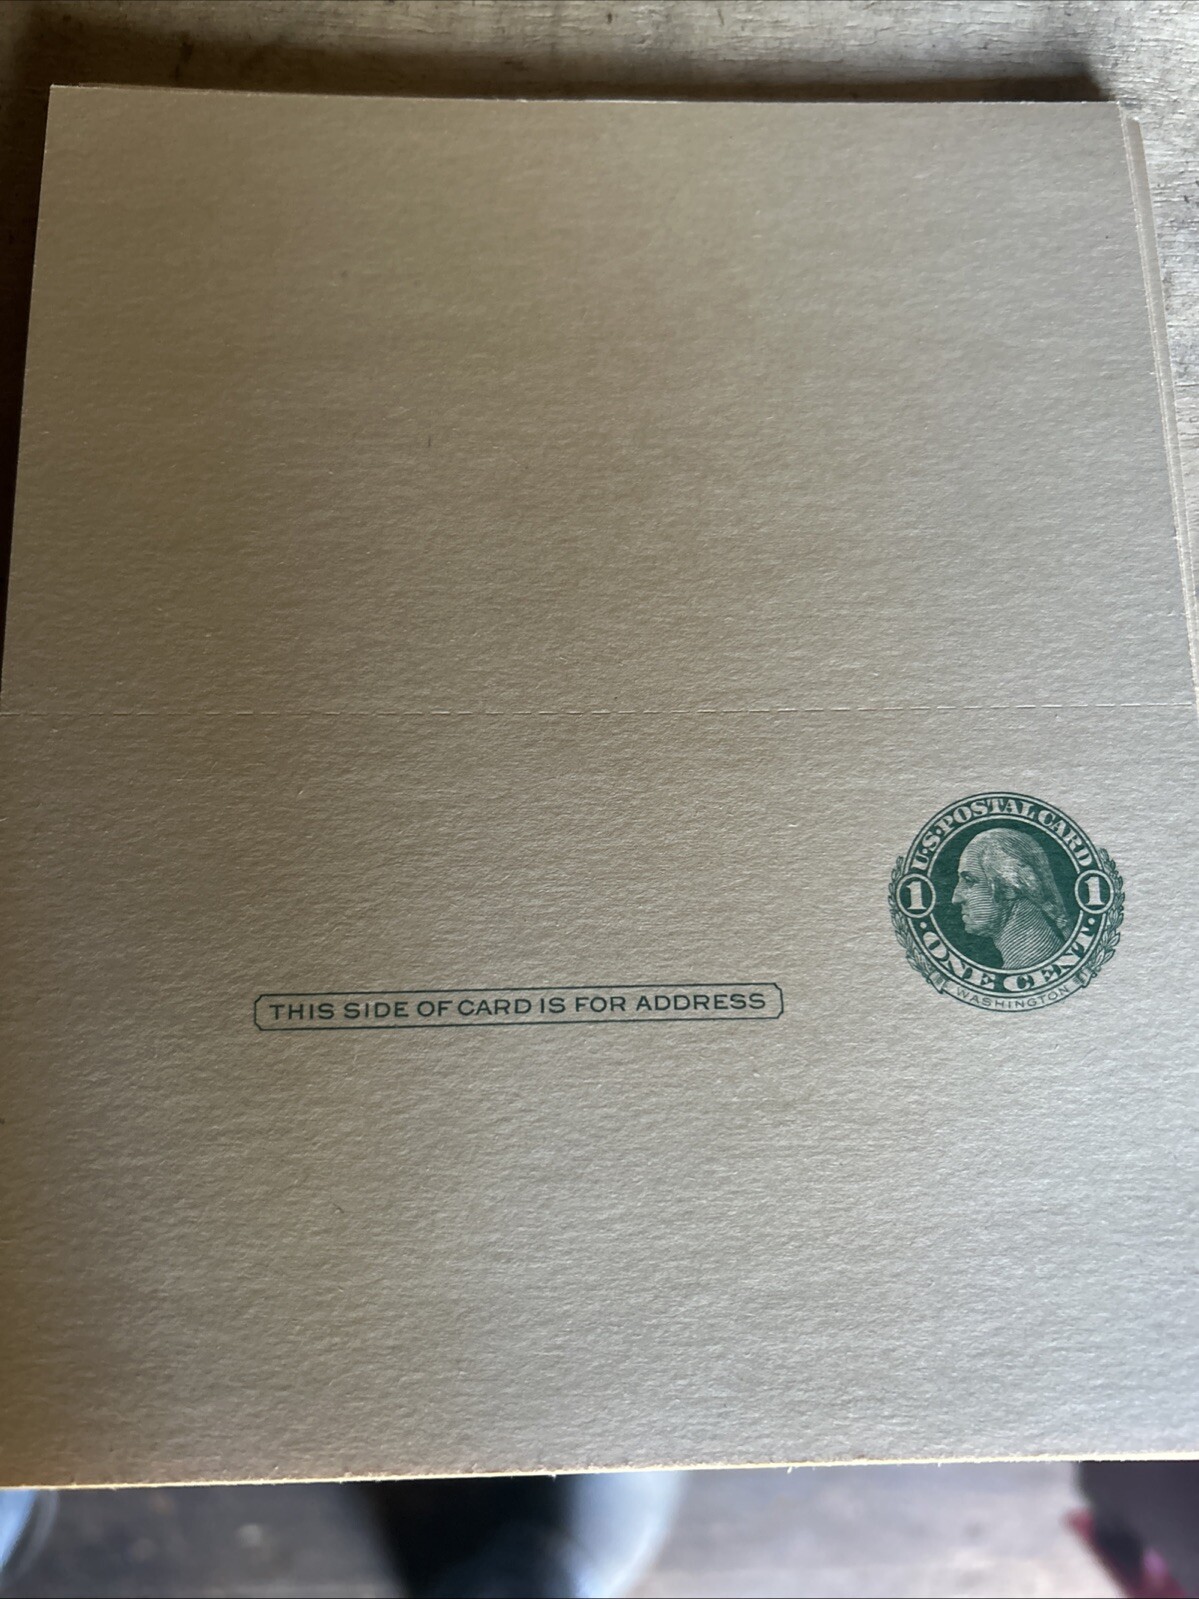 U.S. POSTAL CARD
1 1
ONE CENT
WASHINGTON
THIS SIDE OF CARD IS FOR ADDRESS